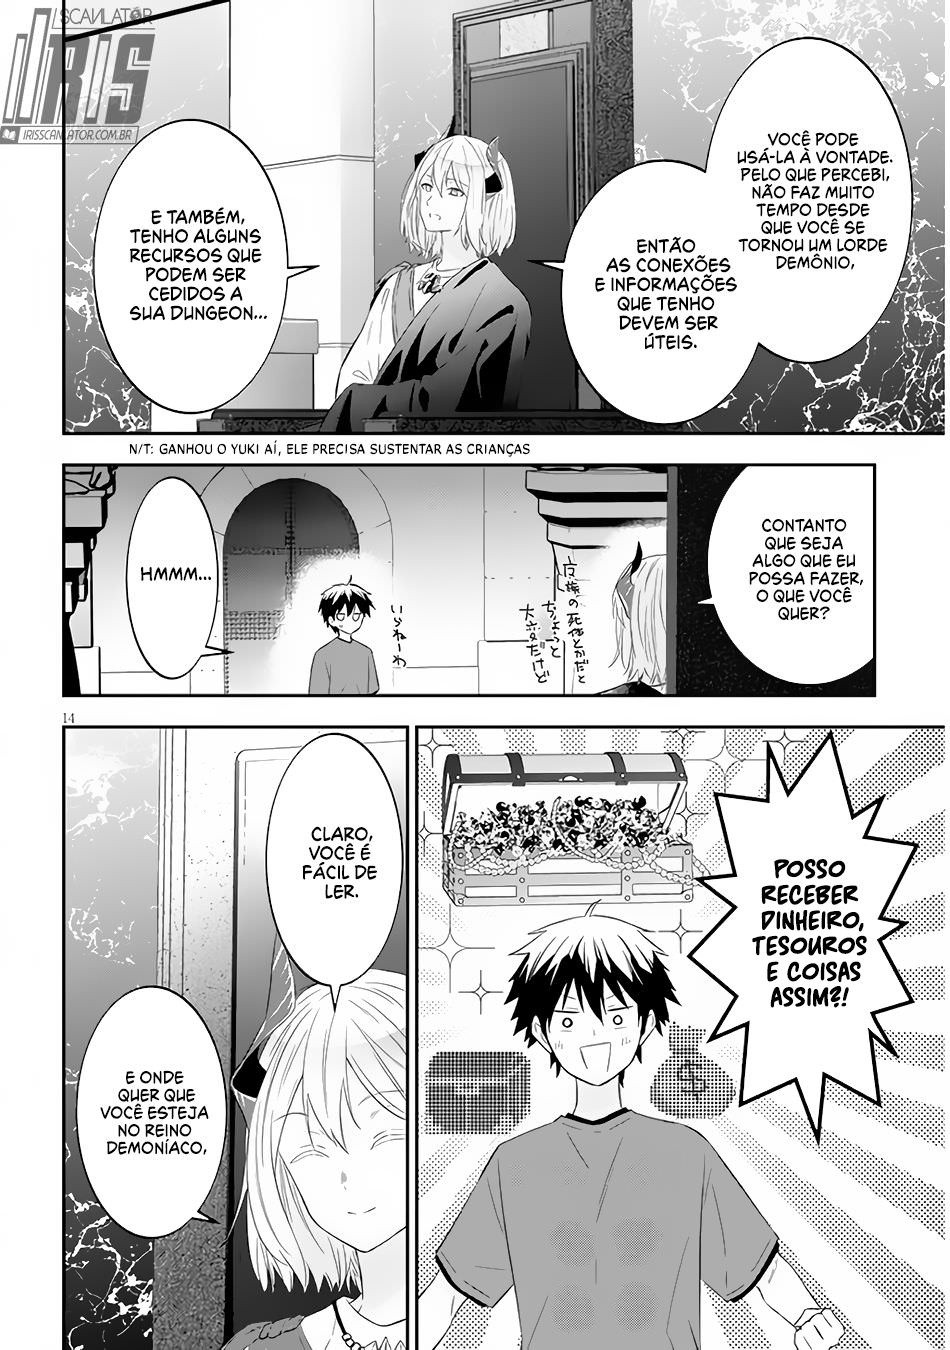 SCANLATOR
IRIS
IRISSCANLATOR.COM.BR
VOCÊ PODE
USÁ-LA À VONTADE.
PELO QUE PERCEBI,
NÃO FAZ MUITO
TEMPO DESDE
QUE VOCÊ SE
TORNOU UM LORDE
DEMÔNIO,
ENTÃO
AS CONEXÕES
E INFORMAÇÕES
QUE TENHO
DEVEM SER
ÚTEIS.
E TAMBÉM,
TENHO ALGUNS
RECURSOS QUE
PODEM SER
CEDIDOS A
SUA DUNGEON...
N/T: GANHOU O YUKI AÍ, ELE PRECISA SUSTENTAR AS CRIANÇAS
CONTANTO
QUE SEJA
ALGO QUE EU
POSSA FAZER,
O QUE VOCÊ
QUER?
の死体とかだと
ちょっと
大変だけど
いらねーわ
HMMM...
14
POSSO
RECEBER
DINHEIRO,
TESOUROS
E COISAS
ASSIM?!
$
CLARO,
VOCÊ É
FÁCIL DE
LER.
E ONDE
QUER QUE
VOCÊ ESTEJA
NO REINO
DEMONÍACO,